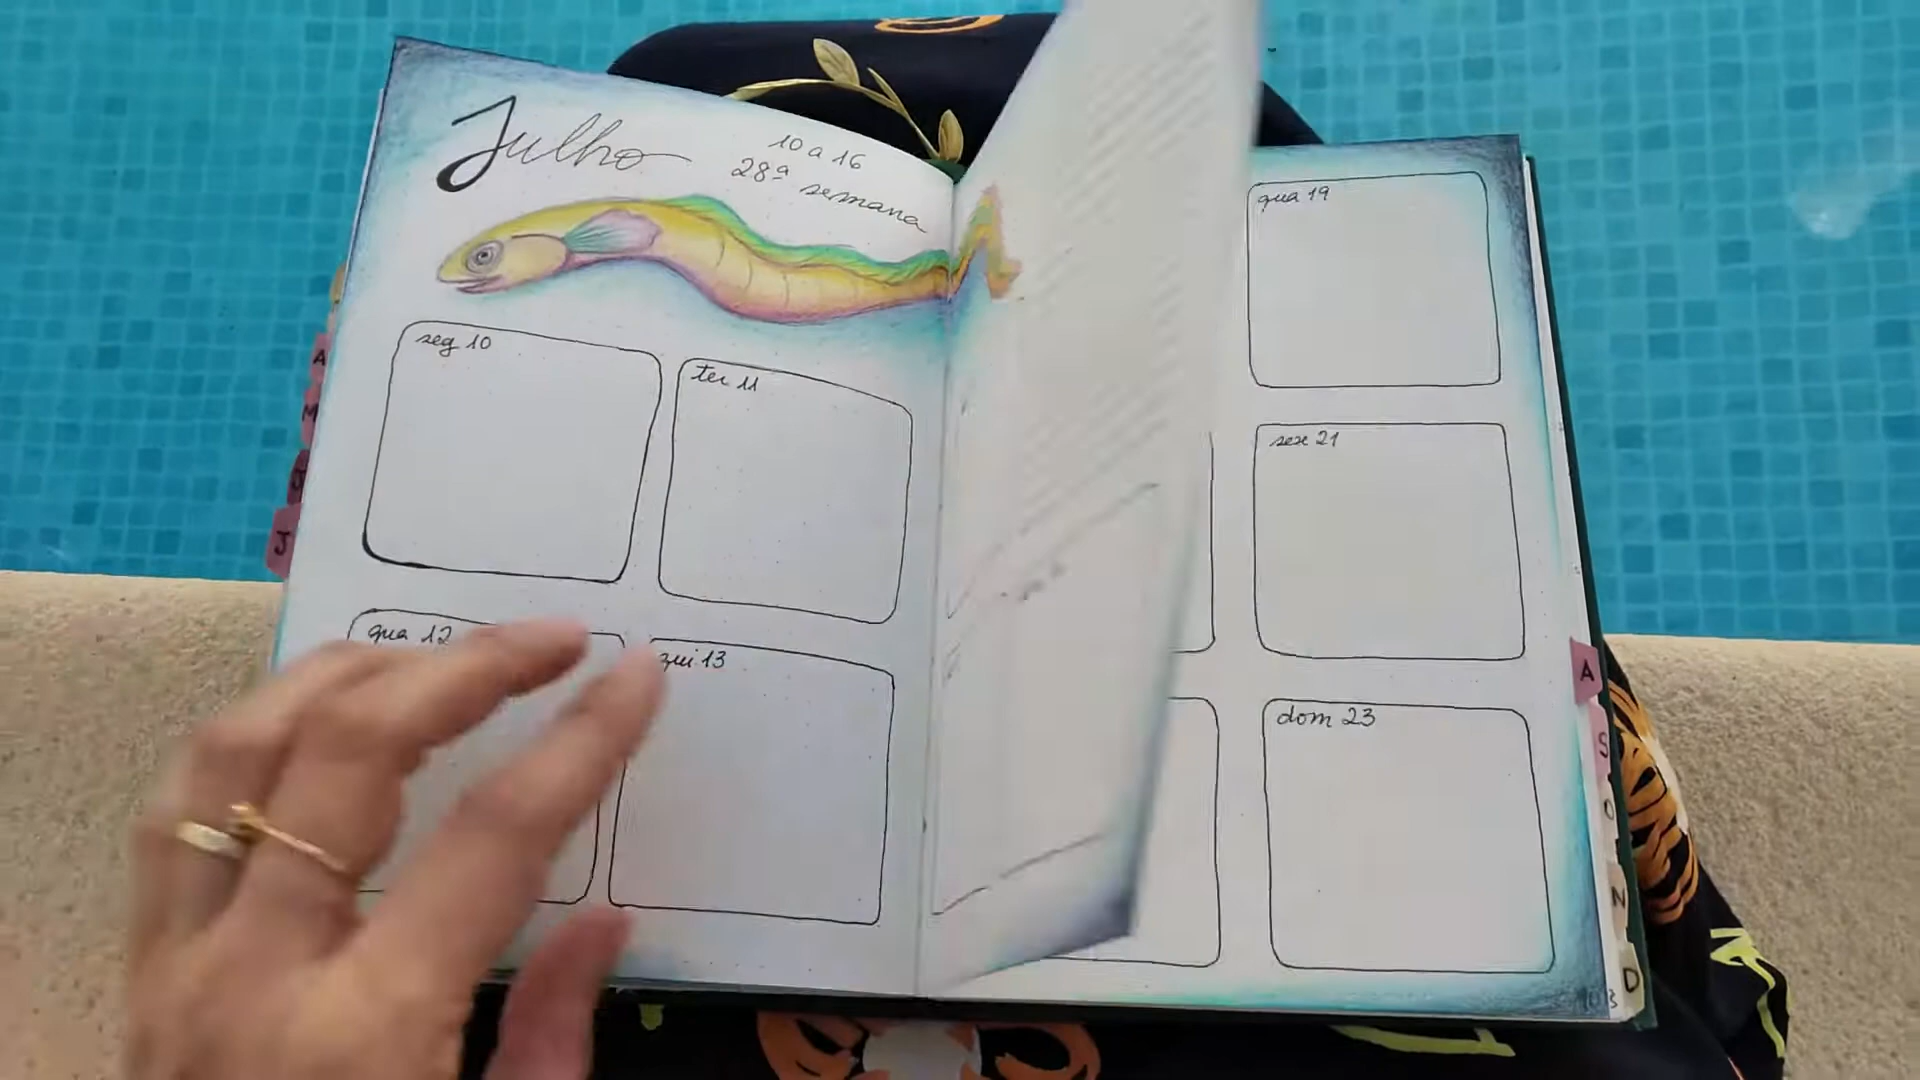 Julho
10 a 16
28ª semana
seg 10
ter 11
qua 12
qui 13
qua 19
sex 21
dom 23
A
M
J
J
A
S
O
N
D